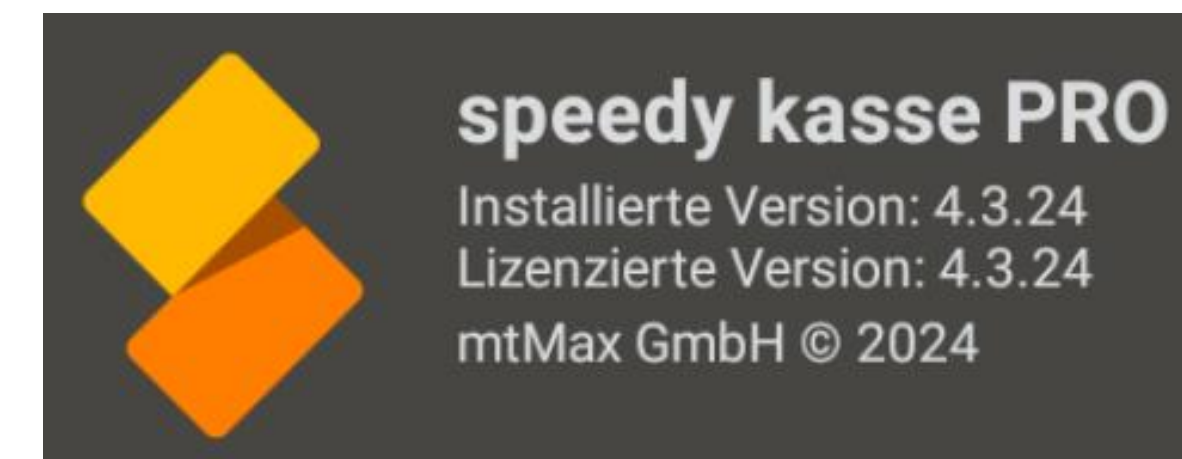 speedy kasse PRO
Installierte Version: 4.3.24
Lizenzierte Version: 4.3.24
mtMax GmbH © 2024